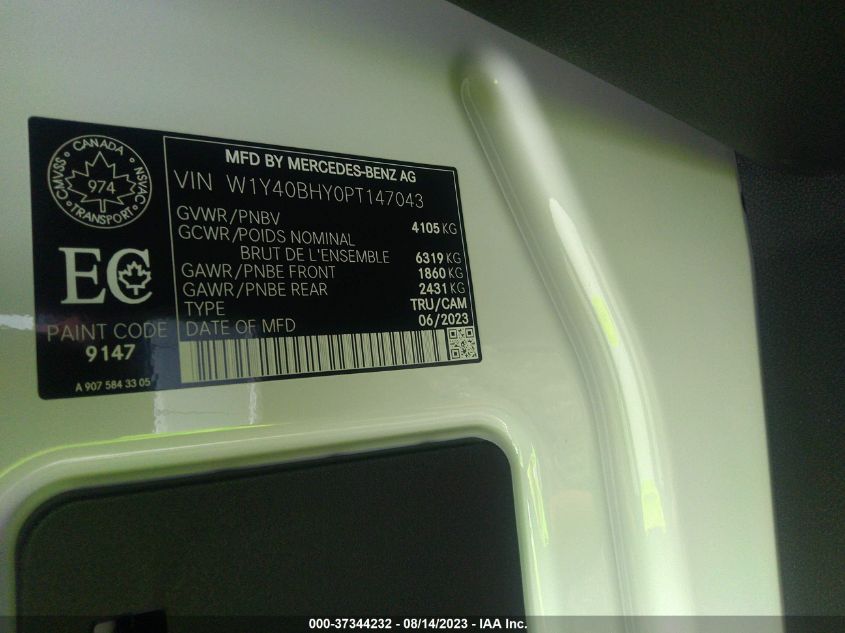 CANADA
CMVSS
974
NSVAC
TRANSPORT
EC
PAINT CODE
9147
A 907 584 33 05
MFD BY MERCEDES-BENZ AG
VIN W1Y40BHY0PT147043
GVWR/PNBV 4105 KG
GCWR/POIDS NOMINAL
BRUT DE L'ENSEMBLE 6319 KG
GAWR/PNBE FRONT 1860 KG
GAWR/PNBE REAR 2431 KG
TYPE TRU/CAM
DATE OF MFD 06/2023
000-37344232 - 08/14/2023 - IAA Inc.